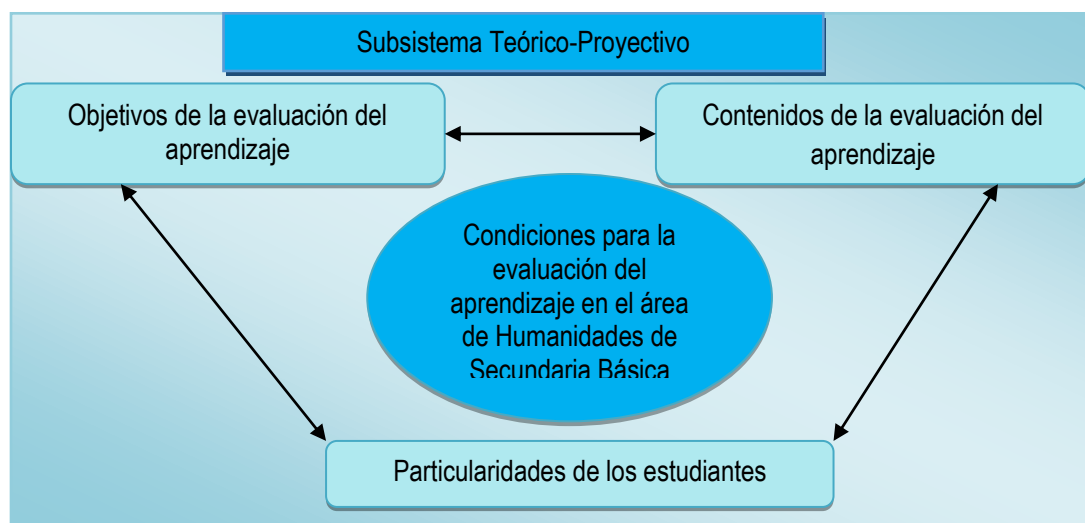 Subsistema Teórico-Proyectivo
Objetivos de la evaluación del
aprendizaje
Contenidos de la evaluación del
aprendizaje
Condiciones para la
evaluación del
aprendizaje en el área
de Humanidades de
Secundaria Básica
Particularidades de los estudiantes